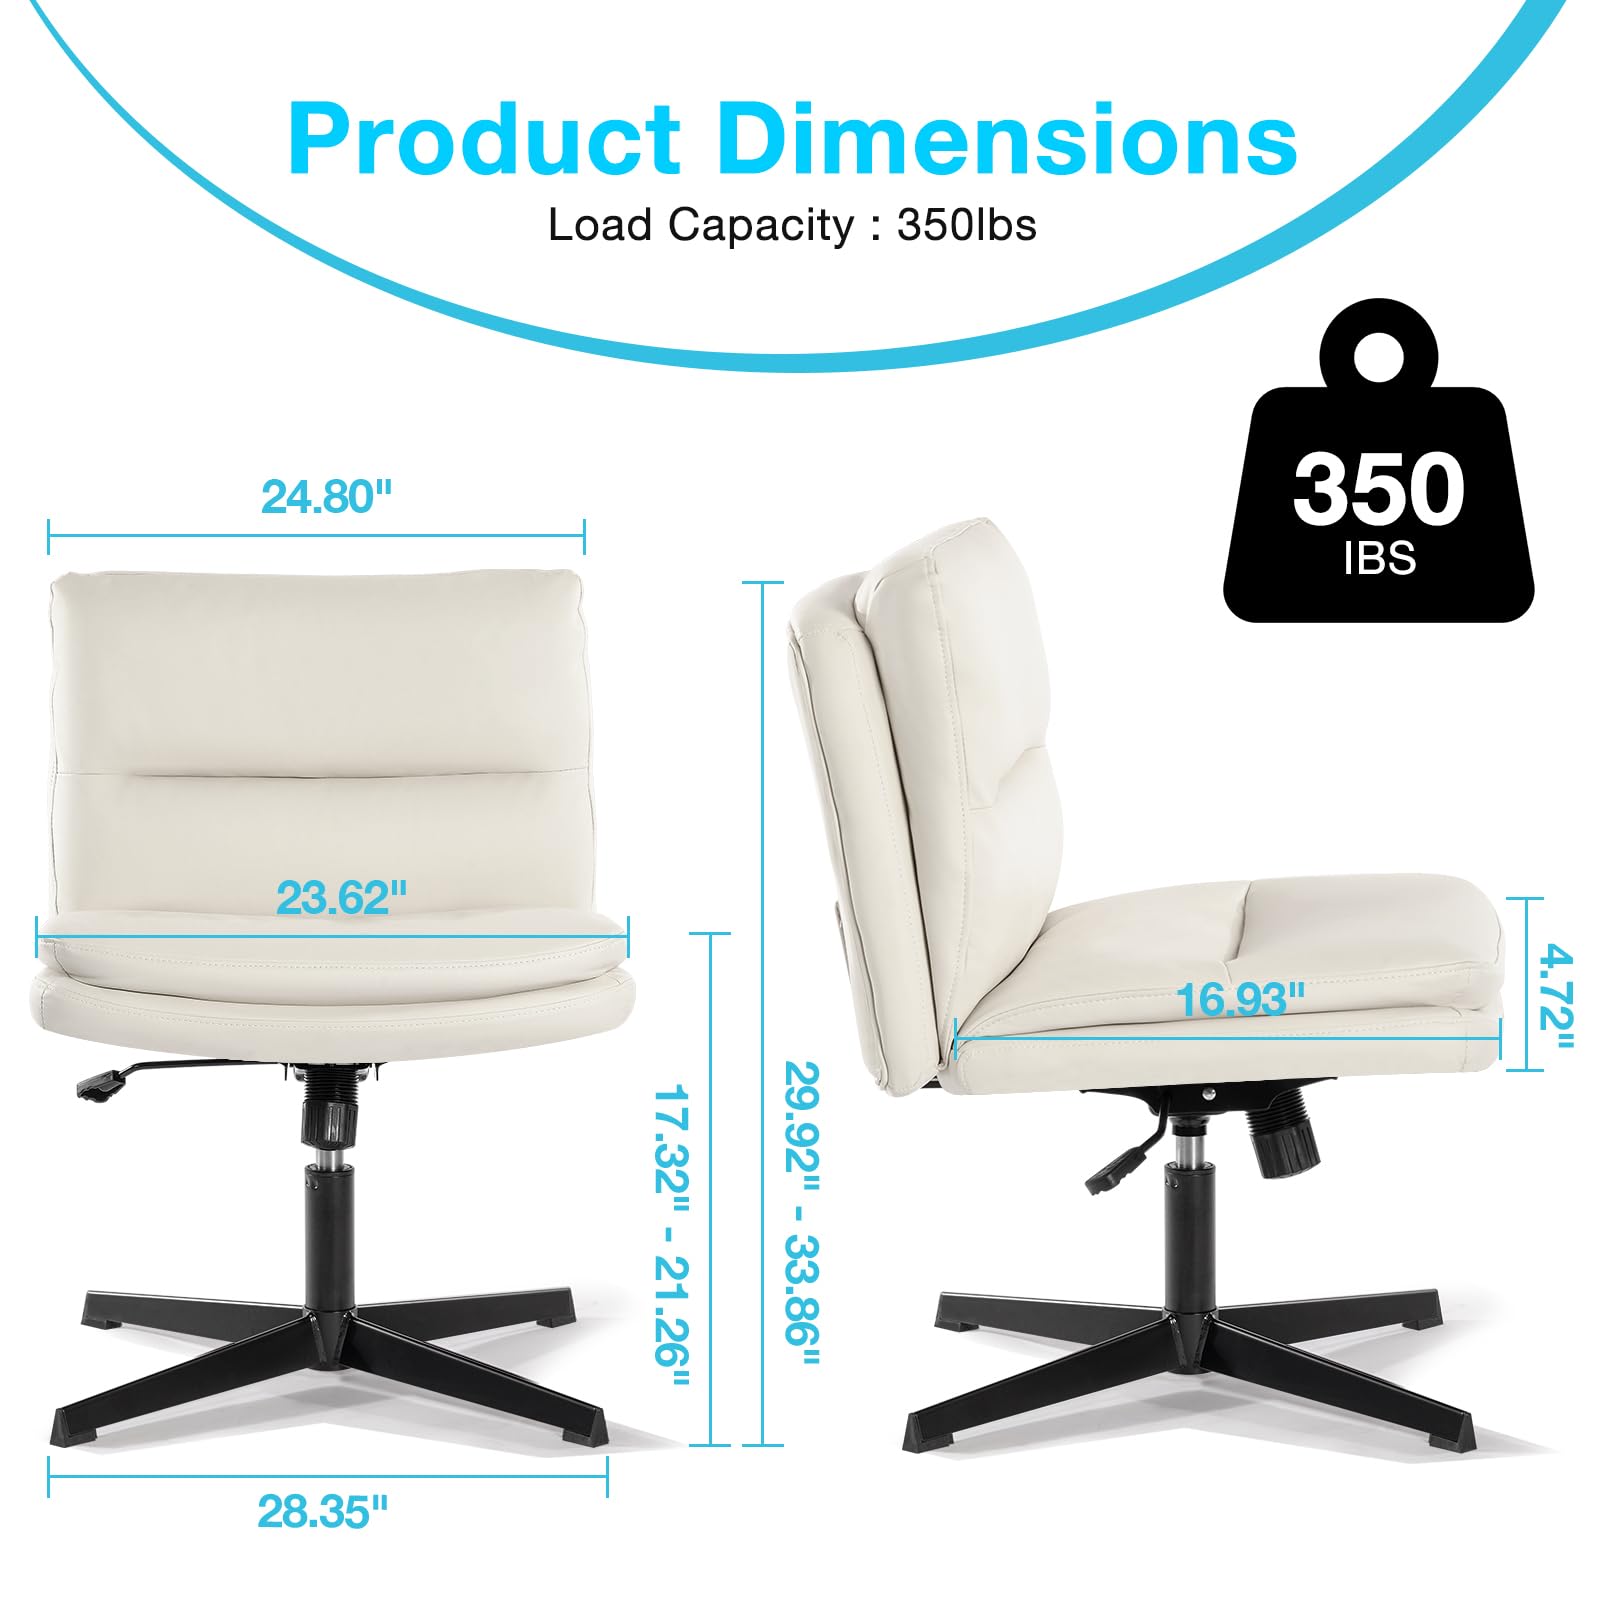 Product Dimensions
Load Capacity : 350lbs
350
IBS
24.80"
23.62"
16.93"
4.72"
17.32" - 21.26"
29.92" - 33.86"
28.35"